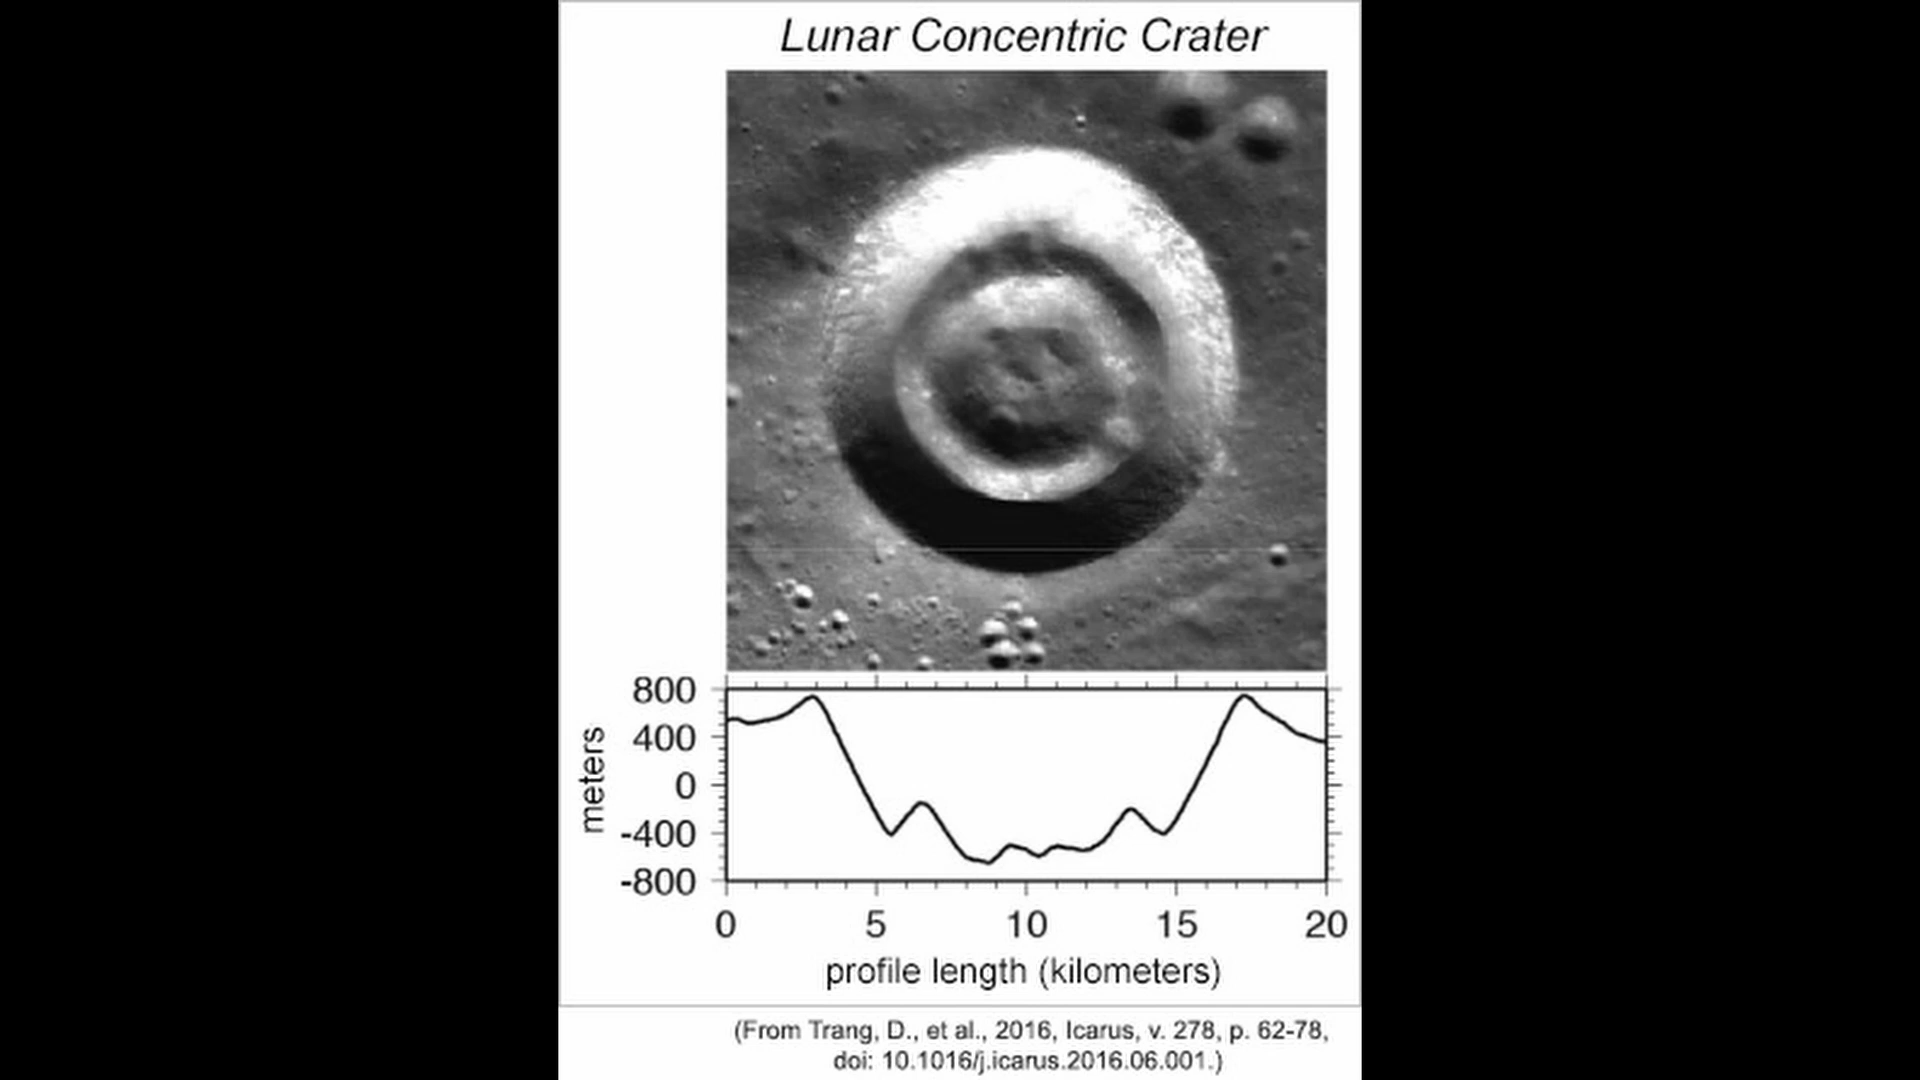 Lunar Concentric Crater
800
400
0
-400
-800
meters
0 5 10 15 20
profile length (kilometers)
(From Trang, D., et al., 2016, Icarus, v. 278, p. 62-78,
doi: 10.1016/j.icarus.2016.06.001.)